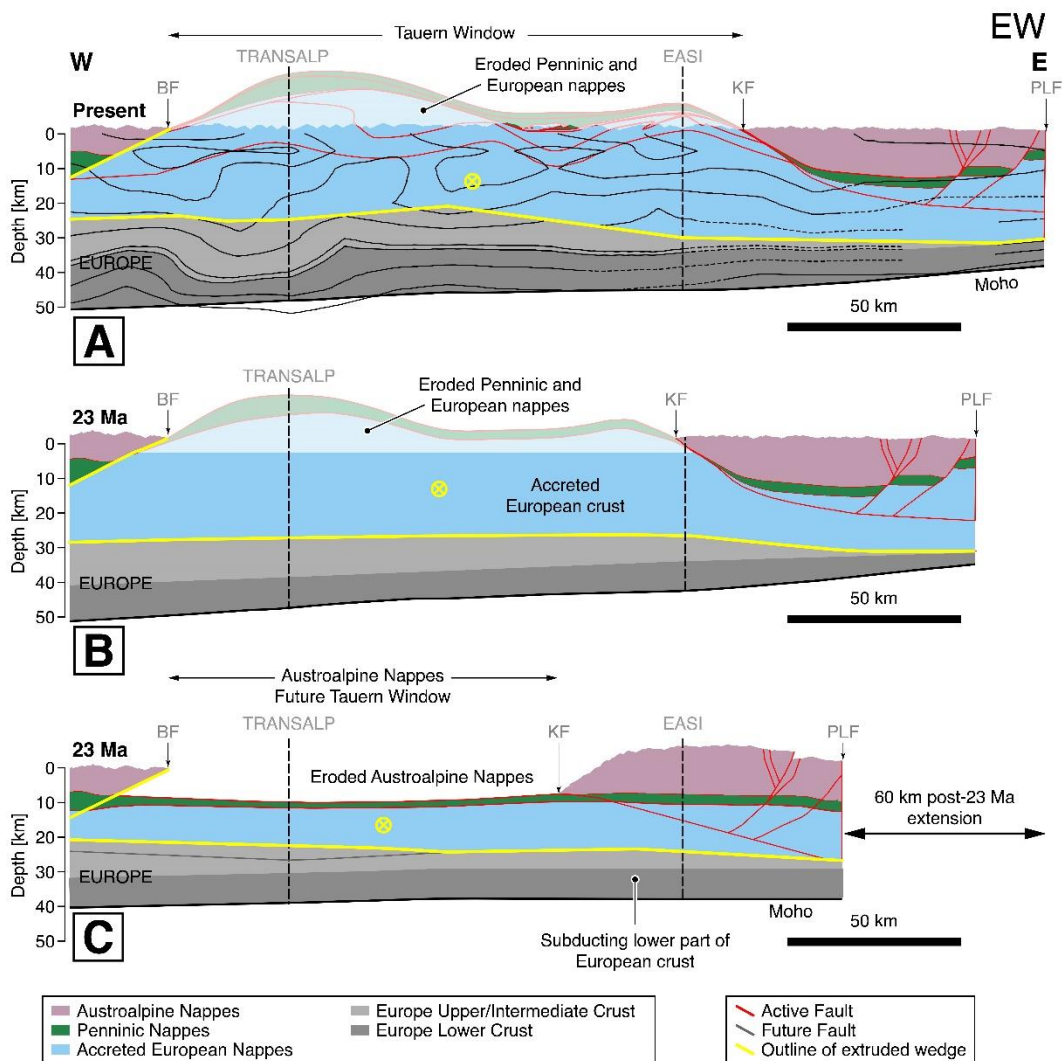 EW
Tauern Window
W
TRANSALP
EASI
E
BF
Eroded Penninic and
European nappes
KF
PLF
Present
0
10
20
30
40
50
Depth [km]
EUROPE
Moho
50 km
A
TRANSALP
23 Ma
BF
Eroded Penninic and
European nappes
KF
PLF
0
10
20
30
40
50
Depth [km]
Accreted
European crust
EUROPE
50 km
B
Austroalpine Nappes
Future Tauern Window
TRANSALP
EASI
23 Ma
BF
KF
PLF
Eroded Austroalpine Nappes
0
10
20
30
40
50
Depth [km]
60 km post-23 Ma
extension
EUROPE
Moho
50 km
C
Subducting lower part of
European crust
Austroalpine Nappes
Penninic Nappes
Accreted European Nappes
Europe Upper/Intermediate Crust
Europe Lower Crust
Active Fault
Future Fault
Outline of extruded wedge